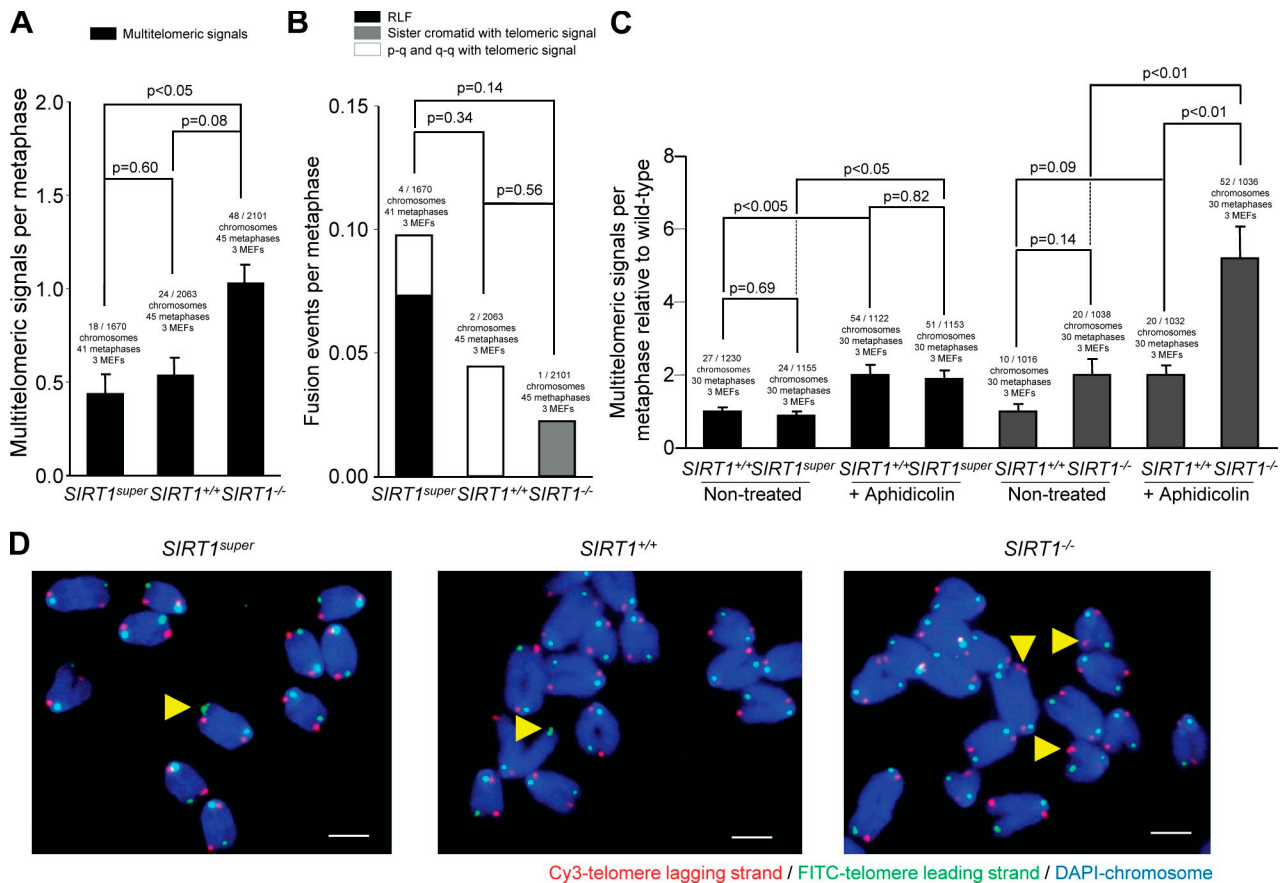 A
Multitelomeric signals
Multitelomeric signals per metaphase
2.0
1.5
1.0
0.5
0.0
p<0.05
p=0.08
p=0.60
18 / 1670
chromosomes
41 metaphases
3 MEFs
24 / 2063
chromosomes
45 metaphases
3 MEFs
48 / 2101
chromosomes
45 metaphases
3 MEFs
SIRT1super SIRT1+/+ SIRT1-/-
B
RLF
Sister cromatid with telomeric signal
p-q and q-q with telomeric signal
Fusion events per metaphase
0.15
0.10
0.05
0.00
p=0.14
p=0.34
p=0.56
4 / 1670
chromosomes
41 metaphases
3 MEFs
2 / 2063
chromosomes
45 metaphases
3 MEFs
1 / 2101
chromosomes
45 methaphases
3 MEFs
SIRT1super SIRT1+/+ SIRT1-/-
C
Multitelomeric signals per
metaphase relative to wild-type
8
6
4
2
0
p<0.01
p<0.01
p<0.05
p=0.09
p=0.82
p<0.005
p=0.14
p=0.69
27 / 1230
chromosomes
30 metaphases
3 MEFs
24 / 1155
chromosomes
30 metaphases
3 MEFs
54 / 1122
chromosomes
30 metaphases
3 MEFs
51 / 1153
chromosomes
30 metaphases
3 MEFs
10 / 1016
chromosomes
30 metaphases
3 MEFs
20 / 1038
chromosomes
30 metaphases
3 MEFs
20 / 1032
chromosomes
30 metaphases
3 MEFs
52 / 1036
chromosomes
30 metaphases
3 MEFs
SIRT1+/+ SIRT1super SIRT1+/+ SIRT1super SIRT1+/+ SIRT1-/- SIRT1+/+ SIRT1-/-
Non-treated + Aphidicolin Non-treated + Aphidicolin
D
SIRT1super SIRT1+/+ SIRT1-/-
Cy3-telomere lagging strand / FITC-telomere leading strand / DAPI-chromosome